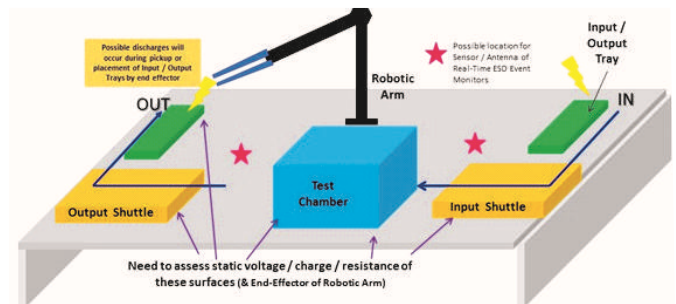 Possible discharges will
occur during pickup or
placement of Input / Output
Trays by end effector
OUT
Robotic
Arm
Possible location for
Sensor / Antenna of
Real-Time ESD Event
Monitors
Input /
Output
Tray
IN
Test
Chamber
Output Shuttle
Input Shuttle
Need to assess static voltage / charge / resistance of
these surfaces (& End-Effector of Robotic Arm)